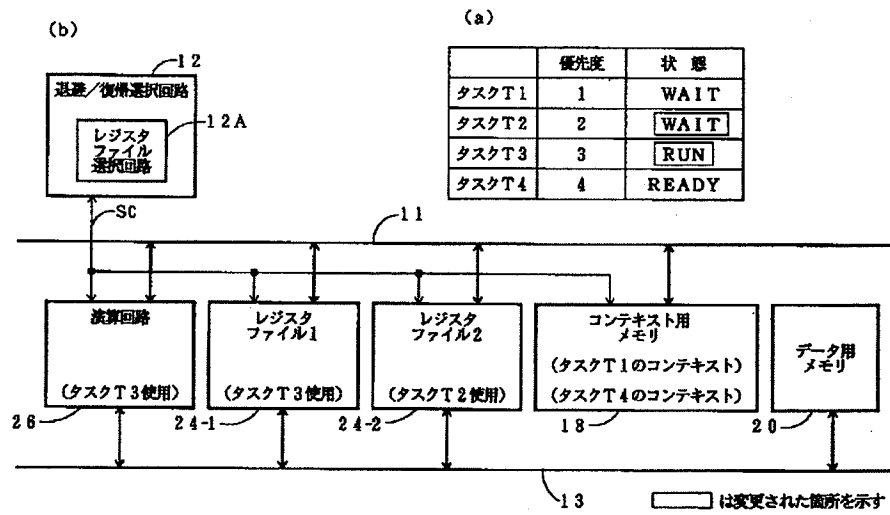 (b)
(a)
12
退避／復帰選択回路
12A
レジスタ
ファイル
選択回路
優先度 状態
タスクT1 1 WAIT
タスクT2 2 WAIT
タスクT3 3 RUN
タスクT4 4 READY
SC
11
演算回路
(タスクT3使用)
レジスタ
ファイル1
(タスクT3使用)
レジスタ
ファイル2
(タスクT2使用)
コンテキスト用
メモリ
(タスクT1のコンテキスト)
(タスクT4のコンテキスト)
データ用
メモリ
26
24-1
24-2
18
20
13
は変更された箇所を示す